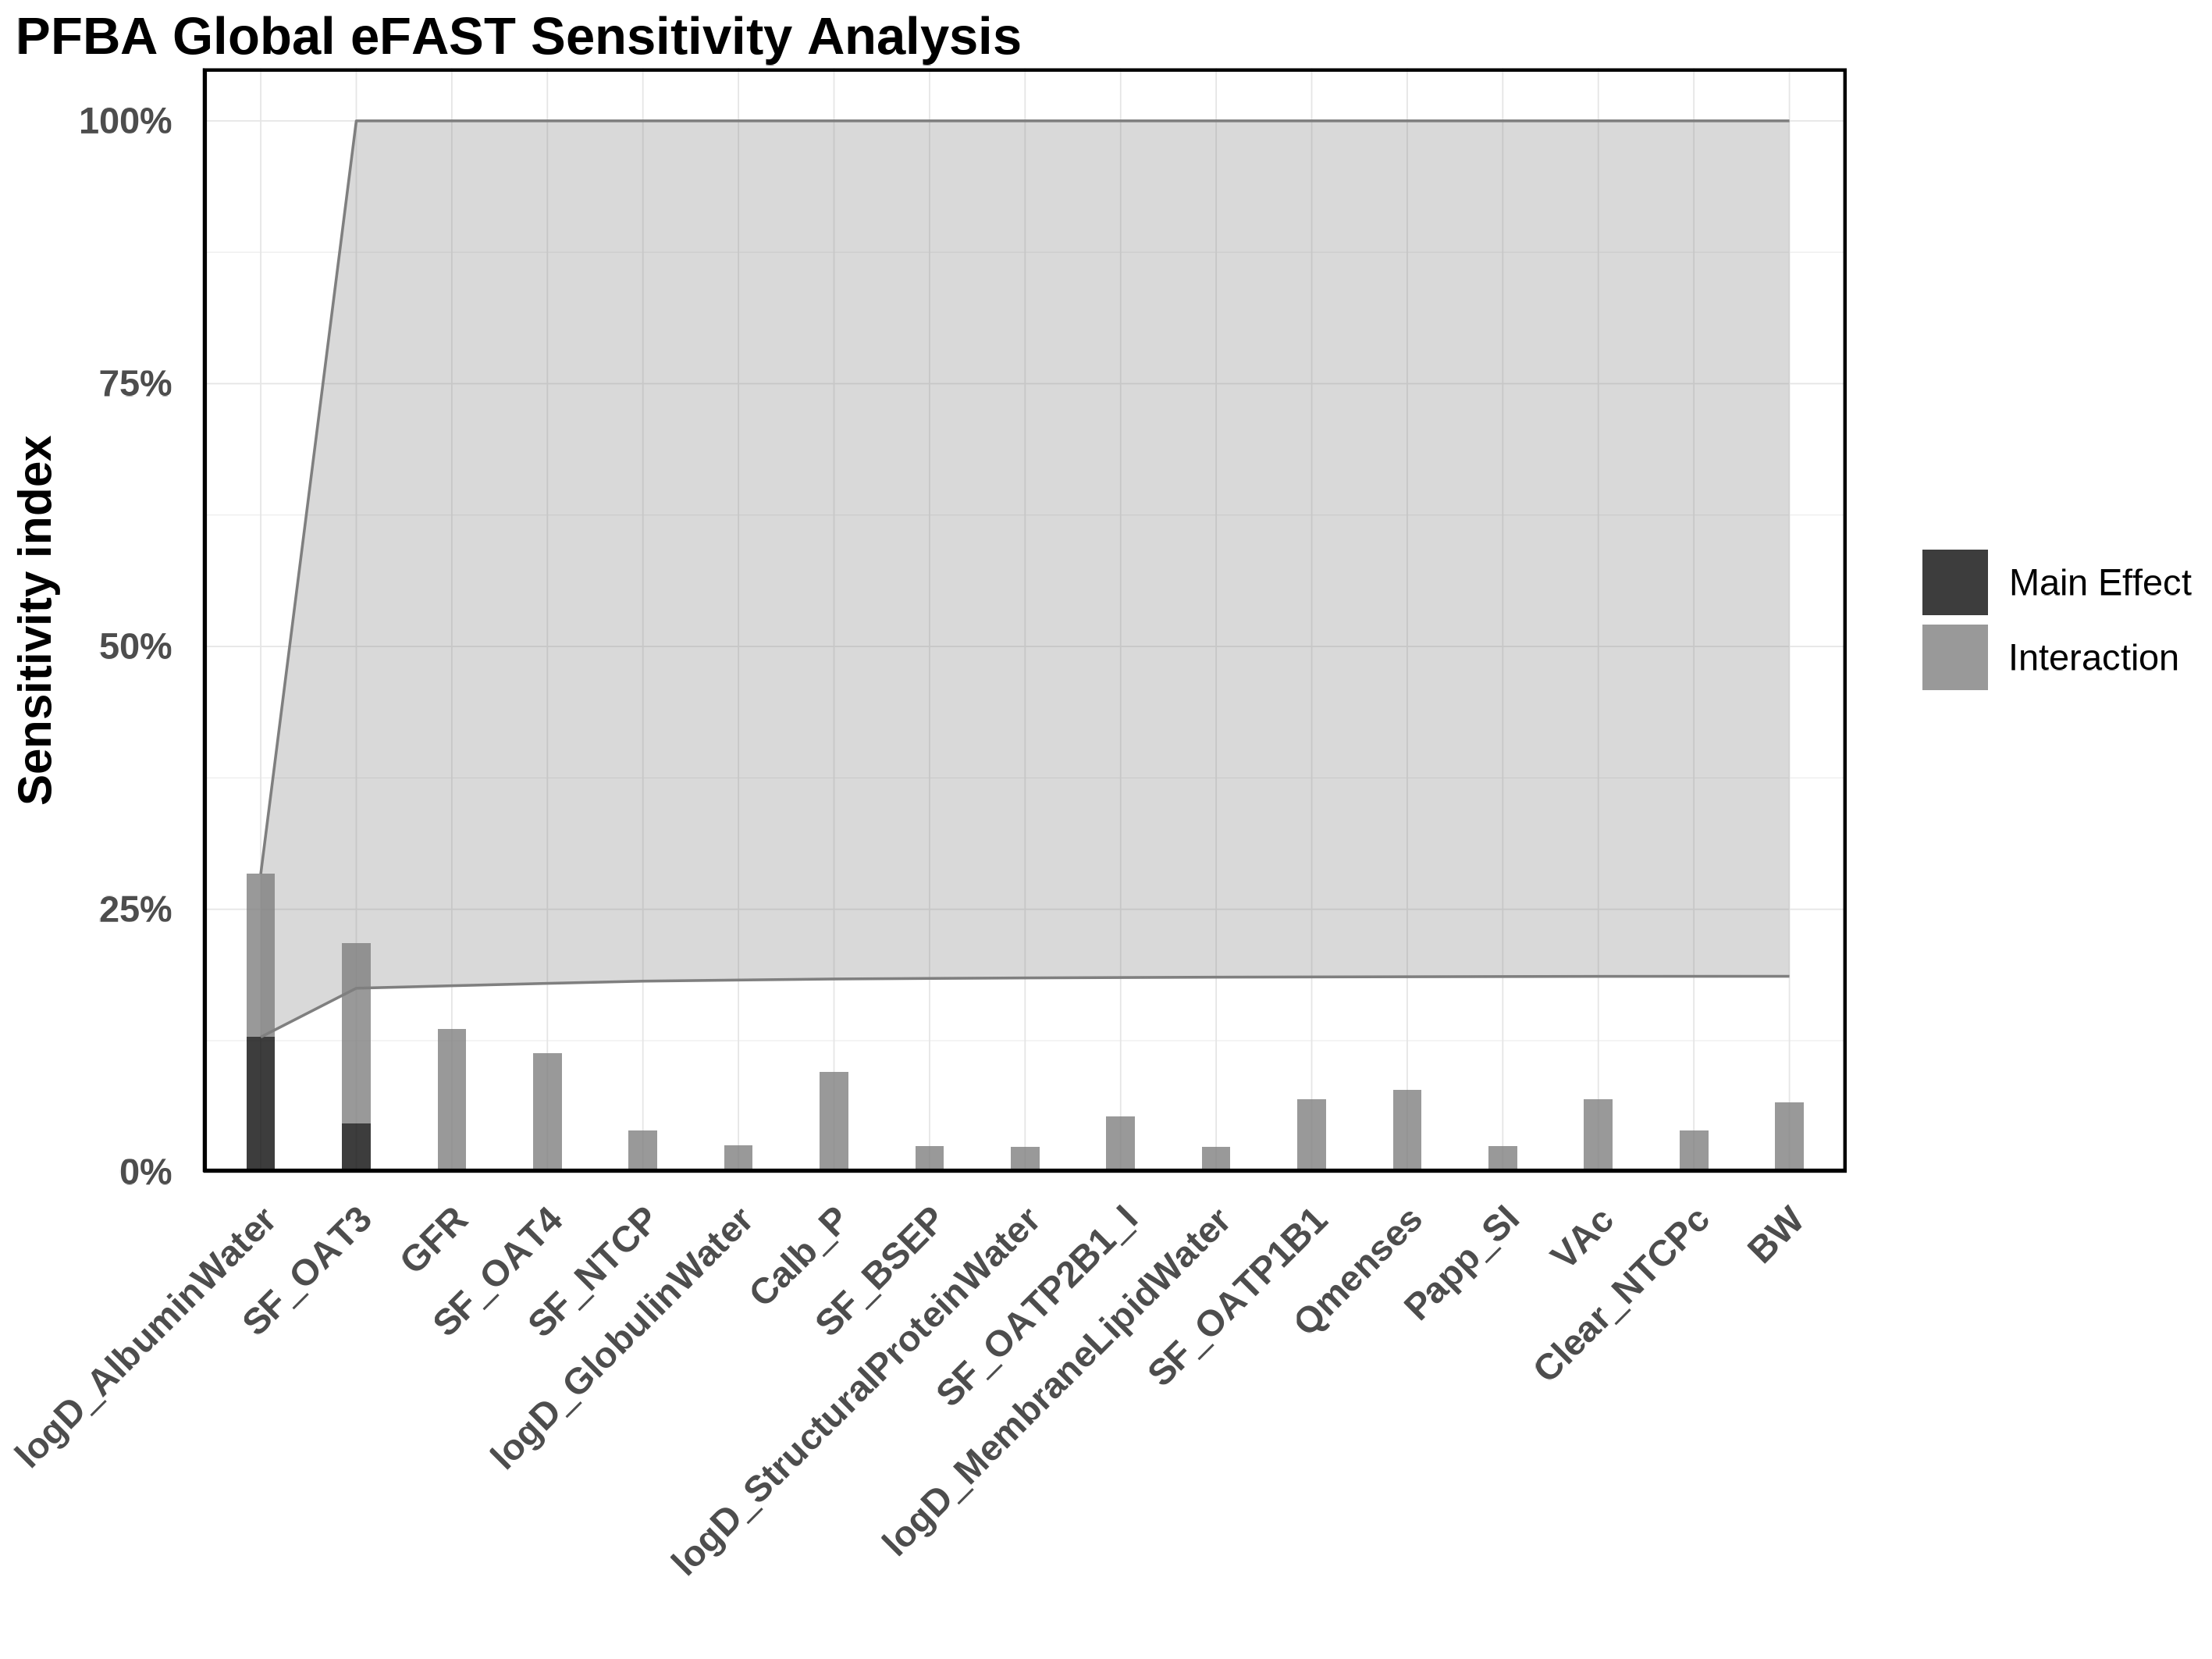 PFBA Global eFAST Sensitivity Analysis
Sensitivity index
100%
75%
50%
25%
0%
logD_AlbuminWater
SF_OAT3
GFR
SF_OAT4
SF_NTCP
logD_GlobulinWater
Calb_P
SF_BSEP
logD_StructuralProteinWater
SF_OATP2B1_I
logD_MembraneLipidWater
SF_OATP1B1
Qmenses
Papp_SI
VAc
Clear_NTCPc
BW
Main Effect
Interaction